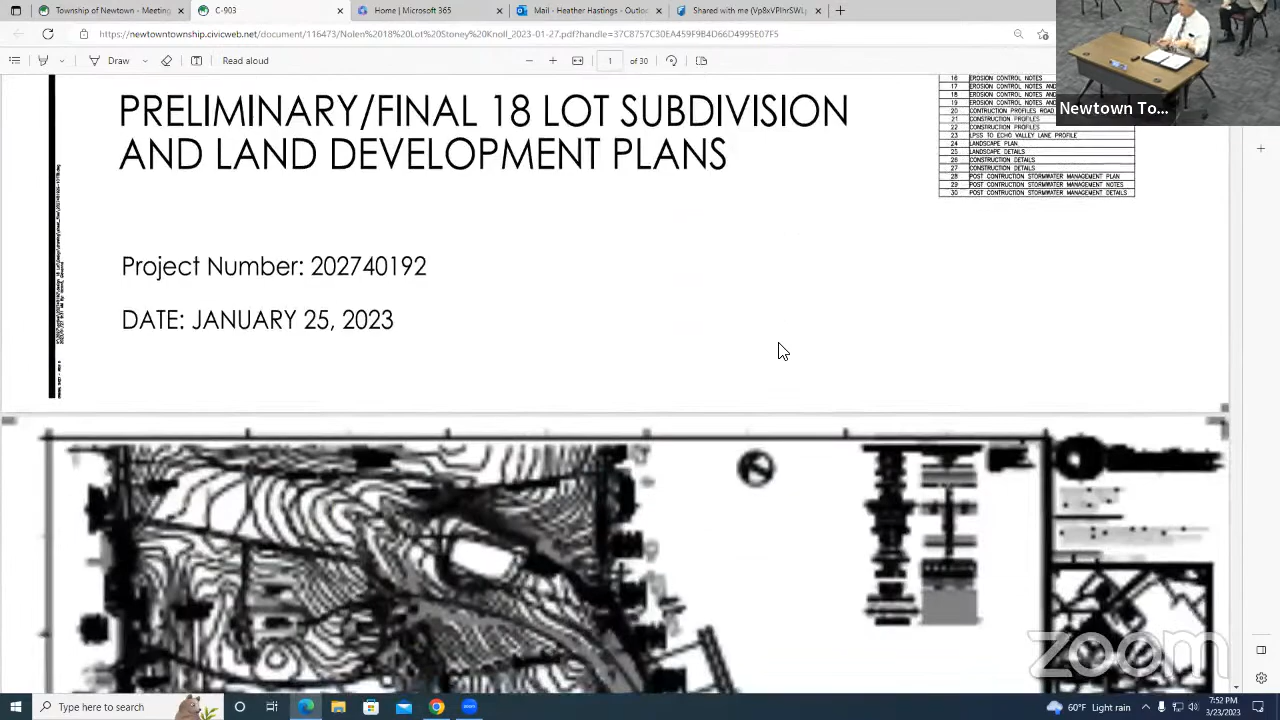 Township of Newtown - Meeting
C-903
Home | Microsoft 365
Mail - Heather Hastings - Outlo
Shared with me (Vp8xVPlhrSWL
https://newtowntownship.civicweb.net/document/116473/Nolen%2018%20Lot%20Stoney%20Knoll_2023-01-27.pdf?handle=37C8757C30EA459F9B4D66D4995E07F5
Draw
Read aloud
1 of 30
Newtown To...
PRELIMINARY/FINAL 18 LOT SUBDIVISION
AND LAND DEVELOPMENT PLANS
16 EROSION CONTROL NOTES
17 EROSION CONTROL NOTES AND
18 EROSION CONTROL NOTES AND
19 EROSION CONTROL NOTES AND
20 CONSTRUCTION PROFILES ROAD
21 CONSTRUCTION PROFILES
22 CONSTRUCTION PROFILES
23 LPSS TO ECHO VALLEY LANE PROFILE
24 LANDSCAPE PLAN
25 LANDSCAPE DETAILS
26 CONSTRUCTION DETAILS
27 CONSTRUCTION DETAILS
28 POST CONTRUCTION STORMWATER MANAGEMENT PLAN
29 POST CONTRUCTION STORMWATER MANAGEMENT NOTES
30 POST CONTRUCTION STORMWATER MANAGEMENT DETAILS
Project Number: 202740192
DATE: JANUARY 25, 2023
zoom
Type here to search
60°F Light rain
7:52 PM
3/23/2023